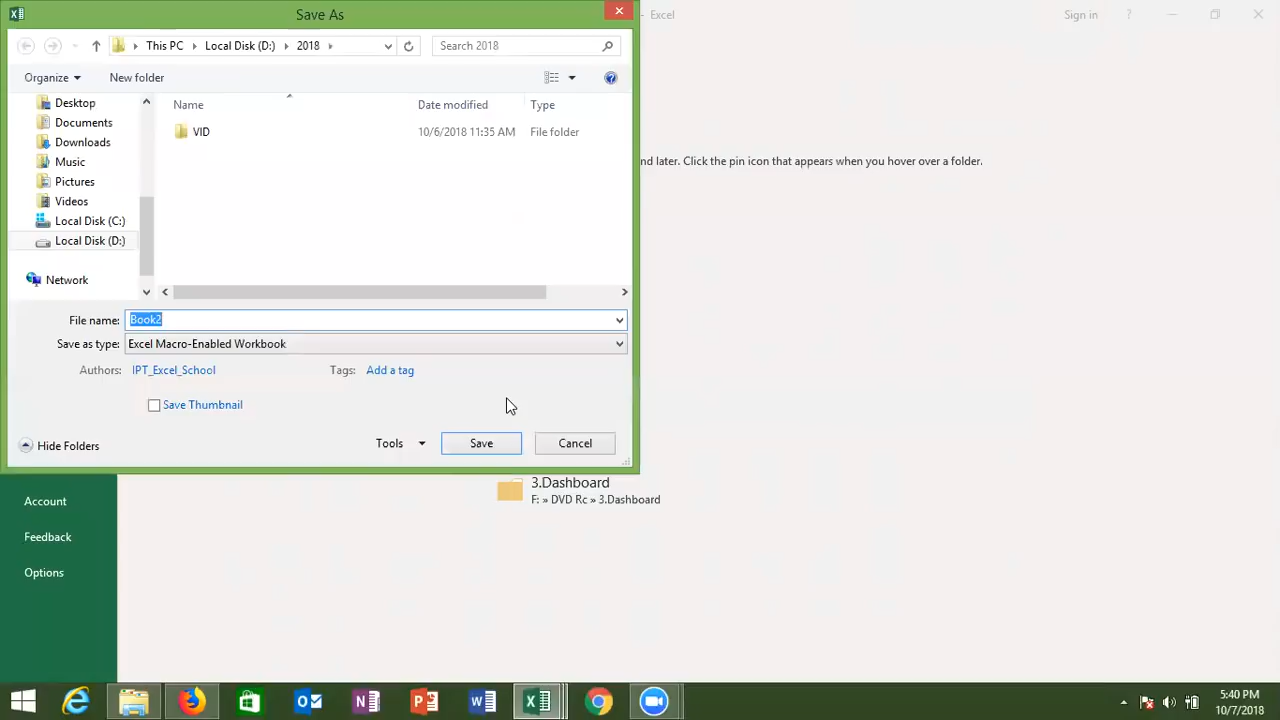 Save As
- Excel
Sign in
?
This PC
Local Disk (D:)
2018
Search 2018
Organize
New folder
Name
Date modified
Type
Desktop
Documents
Downloads
Music
Pictures
Videos
Local Disk (C:)
Local Disk (D:)
Network
VID
10/6/2018 11:35 AM
File folder
nd later. Click the pin icon that appears when you hover over a folder.
File name:
Book2
Save as type:
Excel Macro-Enabled Workbook
Authors:
IPT_Excel_School
Tags:
Add a tag
Save Thumbnail
Hide Folders
Tools
Save
Cancel
3.Dashboard
F: » DVD Rc » 3.Dashboard
Account
Feedback
Options
5:40 PM
10/7/2018